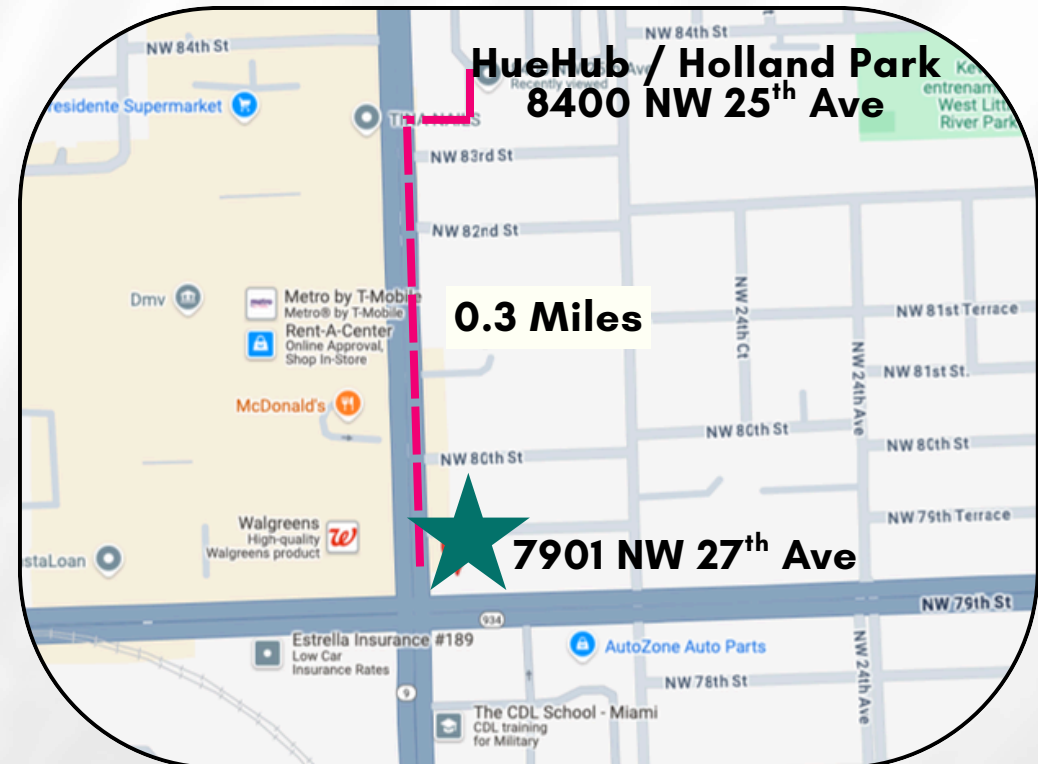 NW 84th St
NW 84th St
HueHub / Holland Park
8400 NW 25th Ave
Recently viewed
entrenam
West Litt
River Park
esidente Supermarket
NAILS
NW 83rd St
NW 82nd St
Dmv
Metro by T-Mobile
Metro® by T-Mobile
Rent-A-Center
Online Approval,
Shop In-Store
0.3 Miles
NW 24th Ct
NW 81st Terrace
NW 24th Ave
NW 81st St.
McDonald's
NW 80th St
NW 80th St
NW 80th St
Walgreens
High-quality
Walgreens product
NW 79th Terrace
staLoan
7901 NW 27th Ave
NW 79th St
934
Estrella Insurance #189
Low Car
Insurance Rates
AutoZone Auto Parts
NW 24th Ave
NW 78th St
9
The CDL School - Miami
CDL training
for Military